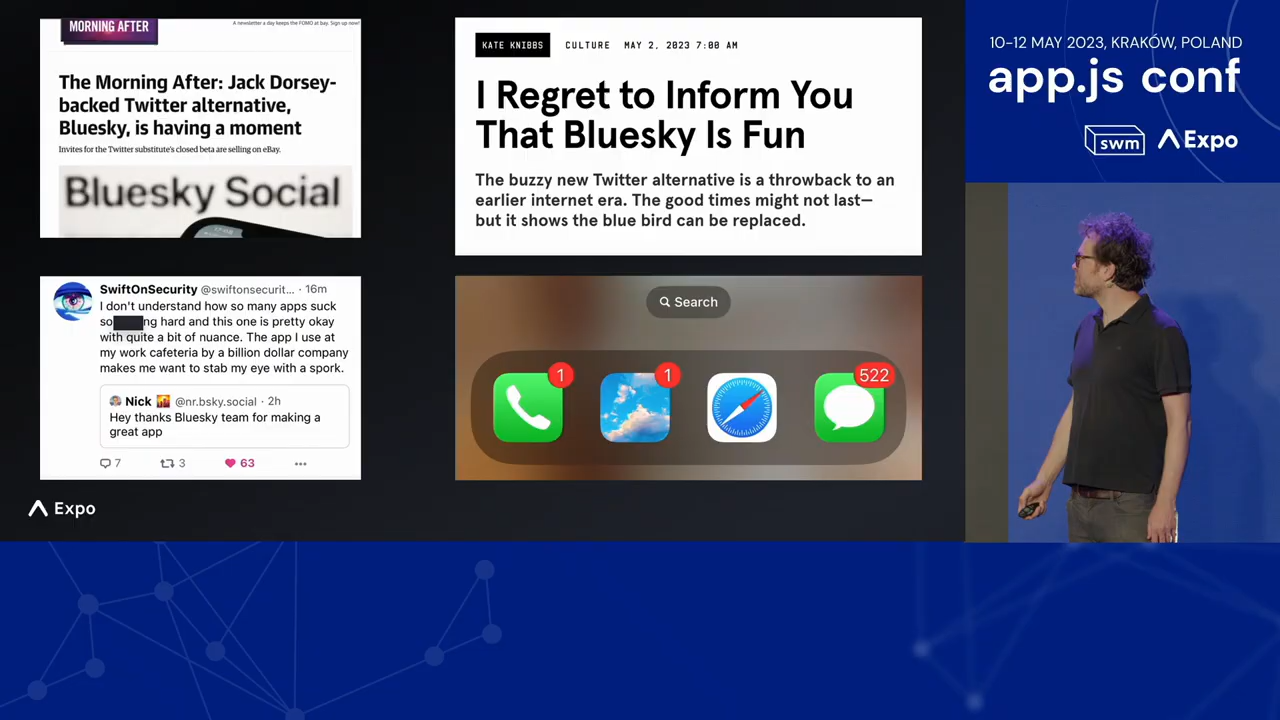 MORNING AFTER
A newsletter a day keeps the FOMO at bay. Sign up now!
The Morning After: Jack Dorsey-
backed Twitter alternative,
Bluesky, is having a moment
Invites for the Twitter substitute's closed beta are selling on eBay.
Bluesky Social
KATE KNIBBS CULTURE MAY 2, 2023 7:00 AM
I Regret to Inform You
That Bluesky Is Fun
The buzzy new Twitter alternative is a throwback to an
earlier internet era. The good times might not last—
but it shows the blue bird can be replaced.
SwiftOnSecurity @swiftonsecurit... · 16m
I don't understand how so many apps suck
so ng hard and this one is pretty okay
with quite a bit of nuance. The app I use at
my work cafeteria by a billion dollar company
makes me want to stab my eye with a spork.
Nick @nr.bsky.social · 2h
Hey thanks Bluesky team for making a
great app
7 3 63 •••
Search
1 1 522
Expo
10-12 MAY 2023, KRAKÓW, POLAND
app.js conf
swm Expo